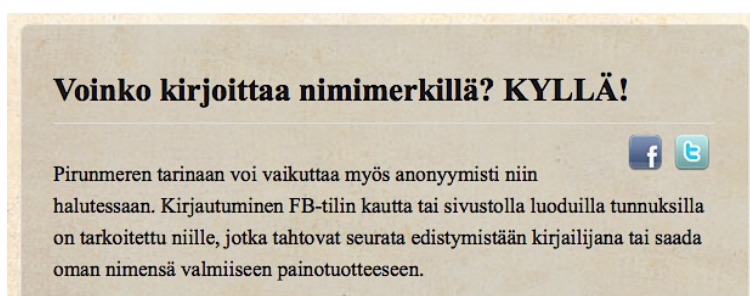 Voinko kirjoittaa nimimerkillä? KYLLÄ!
Pirunmeren tarinaan voi vaikuttaa myös anonyymisti niin
halutessaan. Kirjautuminen FB-tilin kautta tai sivustolla luoduilla tunnuksilla
on tarkoitettu niille, jotka tahtovat seurata edistymistään kirjailijana tai saada
oman nimensä valmiiseen painotuotteeseen.